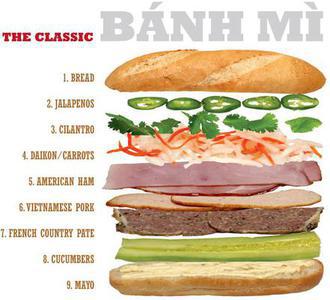 THE CLASSIC BÁNH MÌ
1. BREAD
2. JALAPENOS
3. CILANTRO
4. DAIKON/CARROTS
5. AMERICAN HAM
6. VIETNAMESE PORK
7. FRENCH COUNTRY PATE
8. CUCUMBERS
9. MAYO